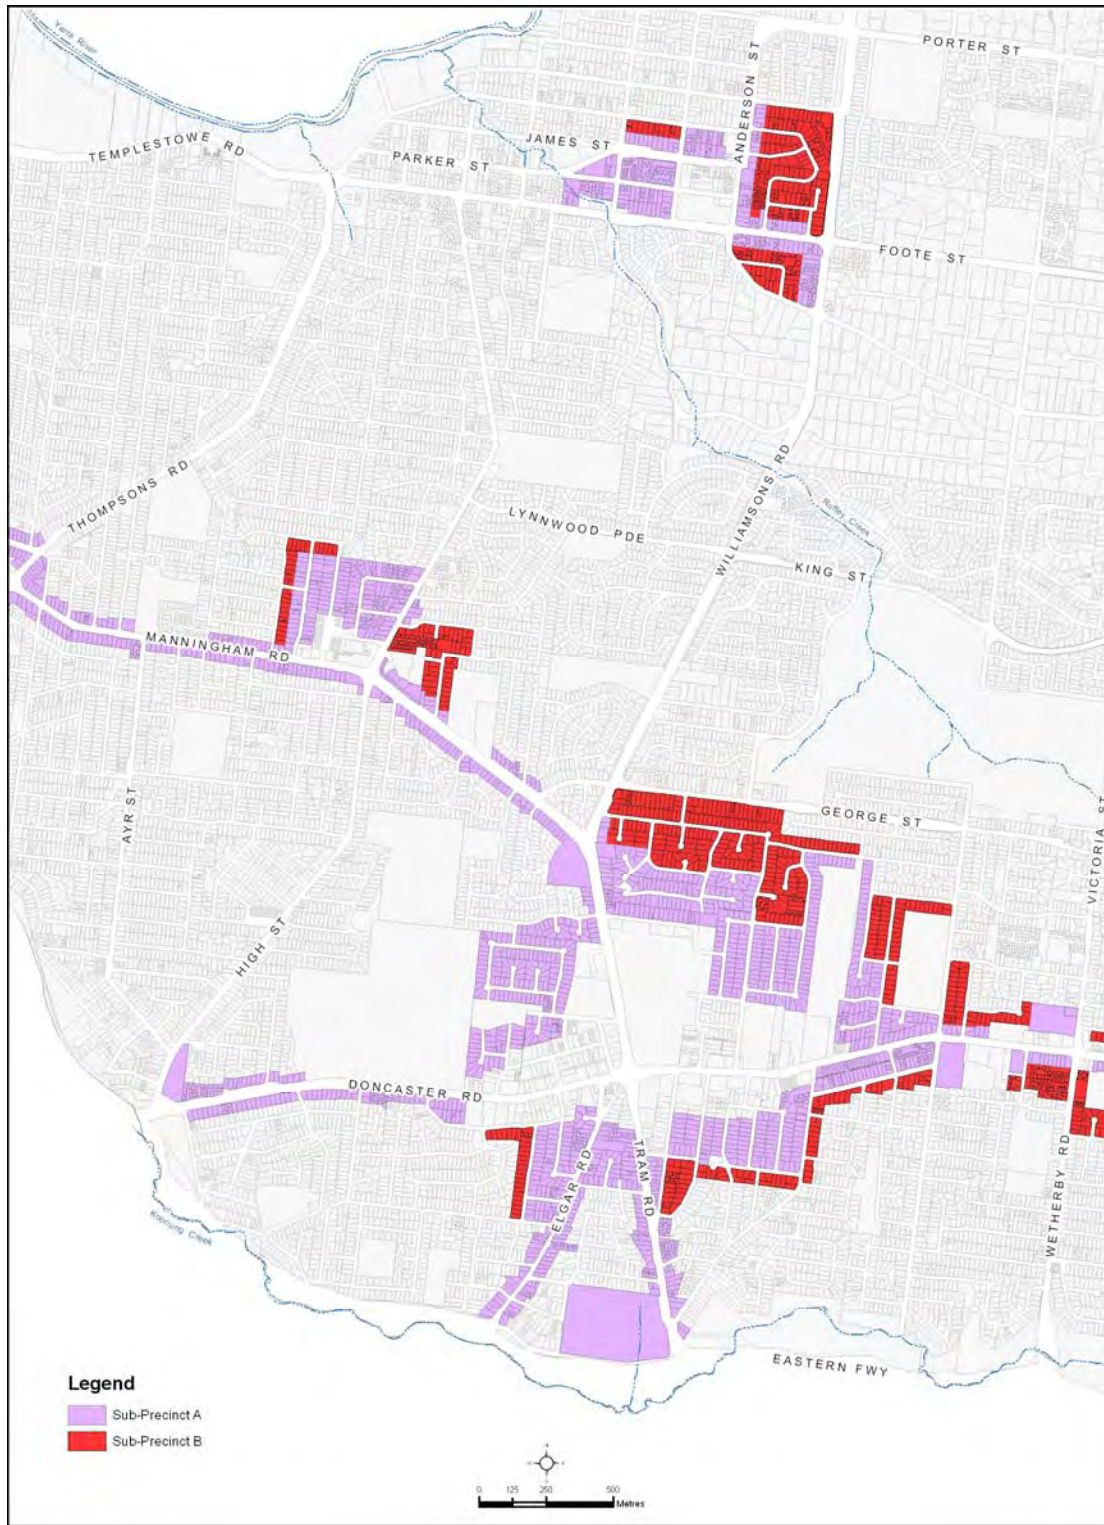 Yarra River
PORTER ST
ANDERSON ST
TEMPLESTOWE RD
JAMES ST
PARKER ST
FOOTE ST
THOMPSONS RD
LYNNWOOD PDE
WILLIAMSONS RD
Ruffey Creek
KING ST
MANNINGHAM RD
AYR ST
GEORGE ST
VICTORIA ST
HIGH ST
DONCASTER RD
ELGAR RD
TRAM RD
WETHERBY RD
Koonung Creek
EASTERN FWY
Legend
Sub-Precinct A
Sub-Precinct B
0 125 250 500
Metres